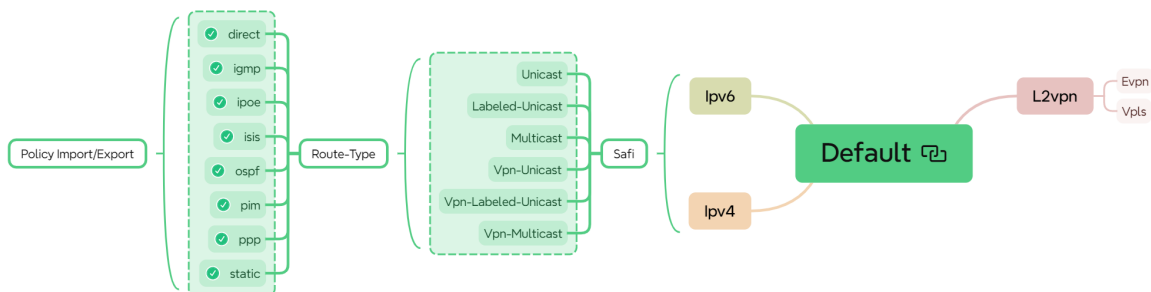 Policy Import/Export
direct
igmp
ipoe
isis
ospf
pim
ppp
static
Route-Type
Unicast
Labeled-Unicast
Multicast
Vpn-Unicast
Vpn-Labeled-Unicast
Vpn-Multicast
Safi
Ipv6
Ipv4
Default
L2vpn
Evpn
Vpls